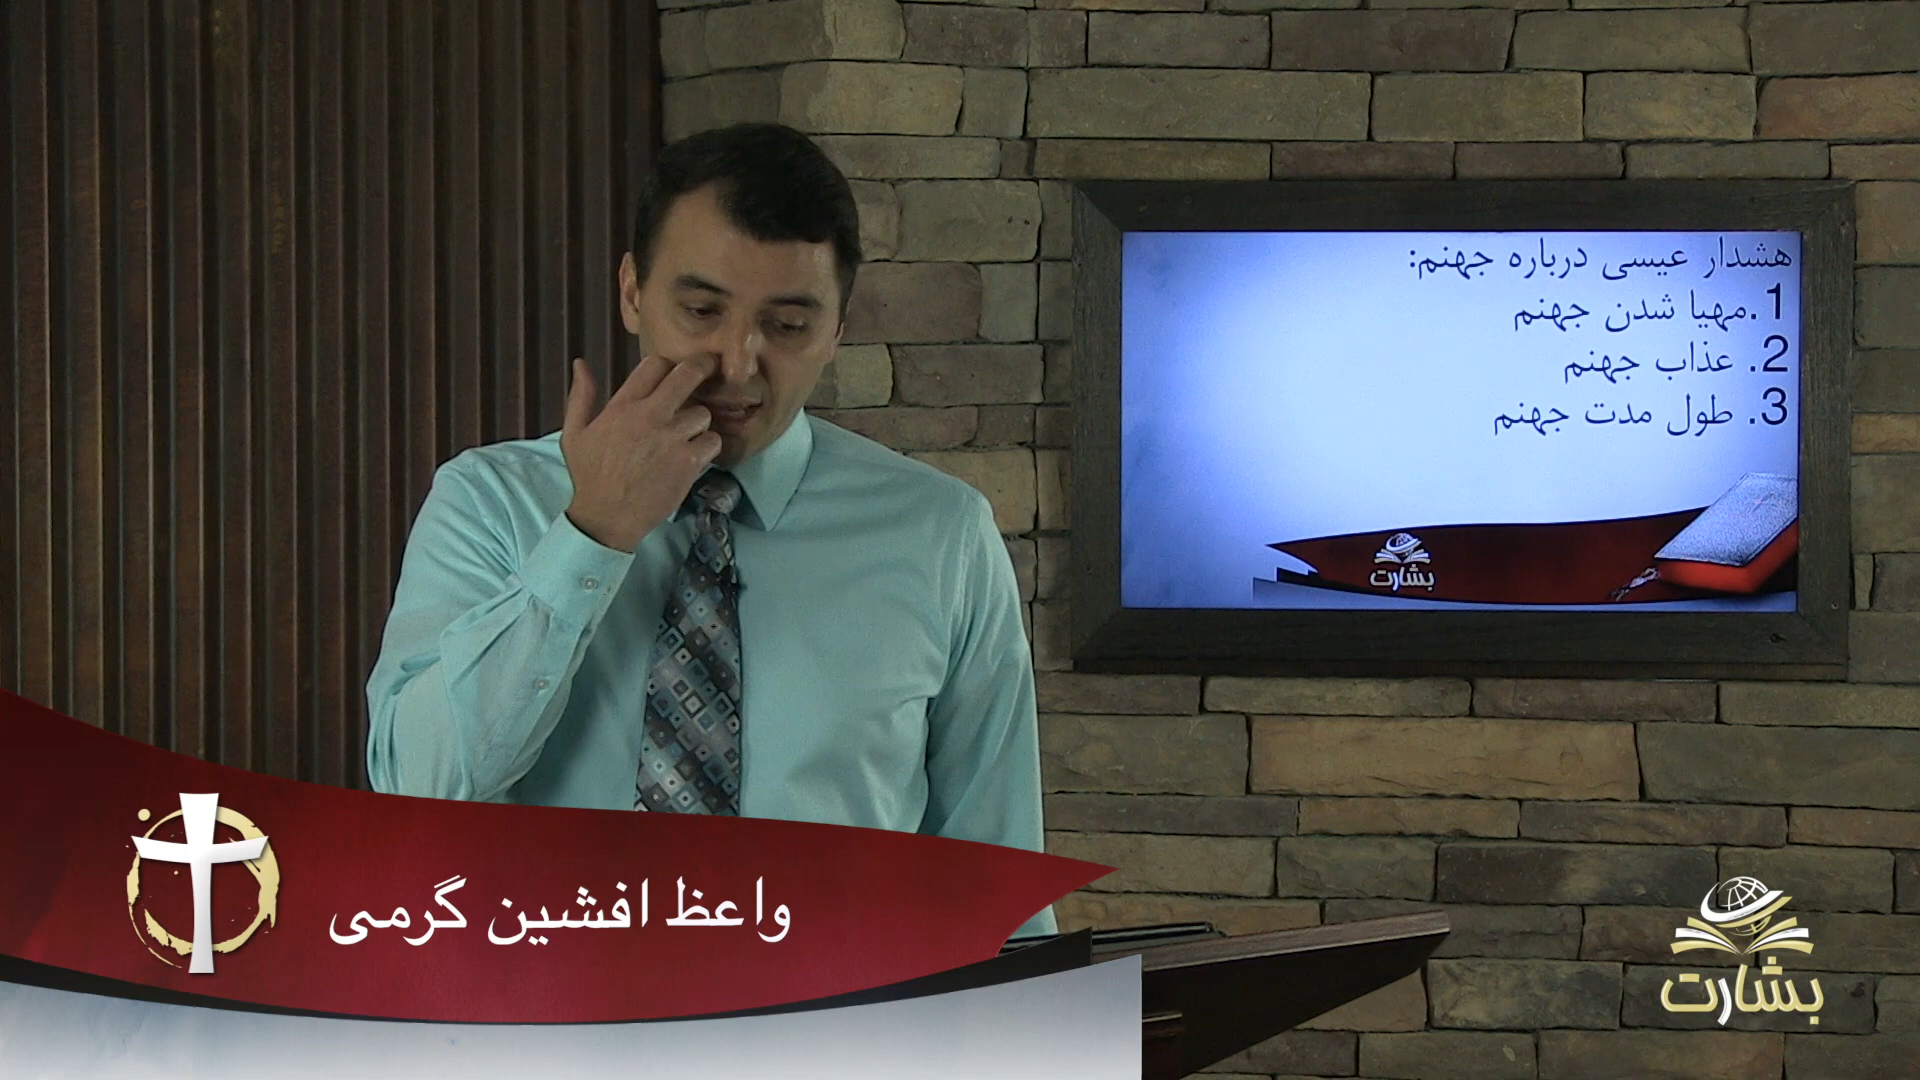 هشدار عیسی درباره جهنم:
1.مهیا شدن جهنم
2. عذاب جهنم
3. طول مدت جهنم
بشارت
واعظ افشین گرمی
بشارت